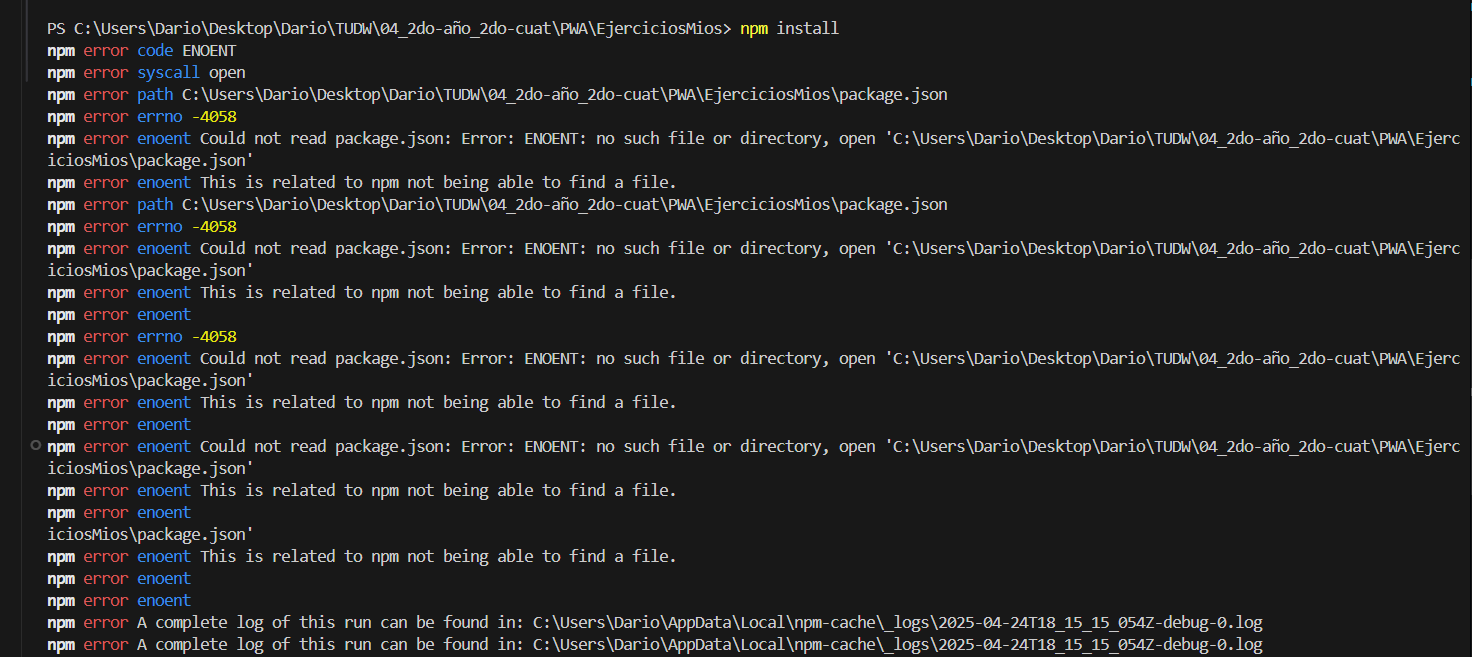 PS C:\Users\Dario\Desktop\Dario\TUDW\04_2do-año_2do-cuat\PWA\EjerciciosMios> npm install
npm error code ENOENT
npm error syscall open
npm error path C:\Users\Dario\Desktop\Dario\TUDW\04_2do-año_2do-cuat\PWA\EjerciciosMios\package.json
npm error errno -4058
npm error enoent Could not read package.json: Error: ENOENT: no such file or directory, open 'C:\Users\Dario\Desktop\Dario\TUDW\04_2do-año_2do-cuat\PWA\Ejerc
iciosMios\package.json'
npm error enoent This is related to npm not being able to find a file.
npm error path C:\Users\Dario\Desktop\Dario\TUDW\04_2do-año_2do-cuat\PWA\EjerciciosMios\package.json
npm error errno -4058
npm error enoent Could not read package.json: Error: ENOENT: no such file or directory, open 'C:\Users\Dario\Desktop\Dario\TUDW\04_2do-año_2do-cuat\PWA\Ejerc
iciosMios\package.json'
npm error enoent This is related to npm not being able to find a file.
npm error enoent
npm error errno -4058
npm error enoent Could not read package.json: Error: ENOENT: no such file or directory, open 'C:\Users\Dario\Desktop\Dario\TUDW\04_2do-año_2do-cuat\PWA\Ejerc
iciosMios\package.json'
npm error enoent This is related to npm not being able to find a file.
npm error enoent
npm error enoent Could not read package.json: Error: ENOENT: no such file or directory, open 'C:\Users\Dario\Desktop\Dario\TUDW\04_2do-año_2do-cuat\PWA\Ejerc
iciosMios\package.json'
npm error enoent This is related to npm not being able to find a file.
npm error enoent
iciosMios\package.json'
npm error enoent This is related to npm not being able to find a file.
npm error enoent
npm error enoent
npm error A complete log of this run can be found in: C:\Users\Dario\AppData\Local\npm-cache\_logs\2025-04-24T18_15_15_054Z-debug-0.log
npm error A complete log of this run can be found in: C:\Users\Dario\AppData\Local\npm-cache\_logs\2025-04-24T18_15_15_054Z-debug-0.log